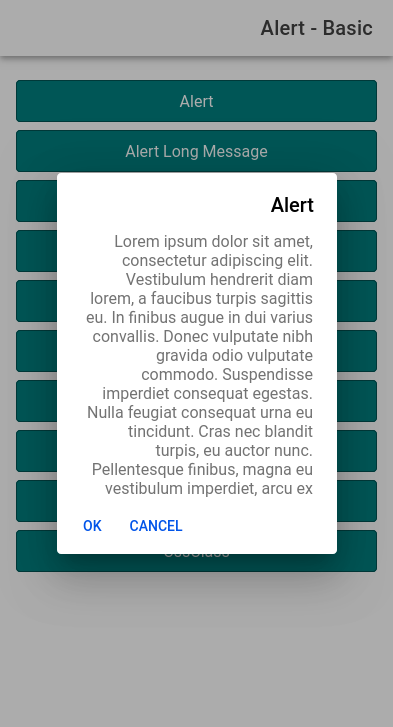 Alert - Basic
Alert
Alert Long Message
Alert
Lorem ipsum dolor sit amet,
consectetur adipiscing elit.
Vestibulum hendrerit diam
lorem, a faucibus turpis sagittis
eu. In finibus augue in dui varius
convallis. Donec vulputate nibh
gravida odio vulputate
commodo. Suspendisse
imperdiet consequat egestas.
Nulla feugiat consequat urna eu
tincidunt. Cras nec blandit
turpis, eu auctor nunc.
Pellentesque finibus, magna eu
vestibulum imperdiet, arcu ex
OK CANCEL